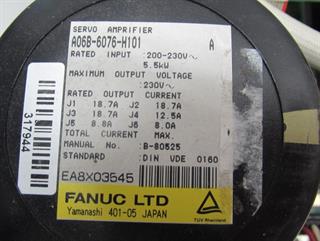 SERVO AMPRIFIER
A06B-6076-H101 A
RATED INPUT :200-230V~,
5.5kW
MAXIMUM OUTPUT VOLTAGE
:230V~
RATED OUTPUT CURRENT
J1 18.7A J2 18.7A
J3 18.7A J4 12.5A
J5 8.8A J6 8.0A
TOTAL CURRENT MAX.
MANUAL No. B-80525
STANDARD :DIN VDE 0160
EA8X03545
FANUC LTD
Yamanashi 401-05 JAPAN
TÜV Rheinland
317944